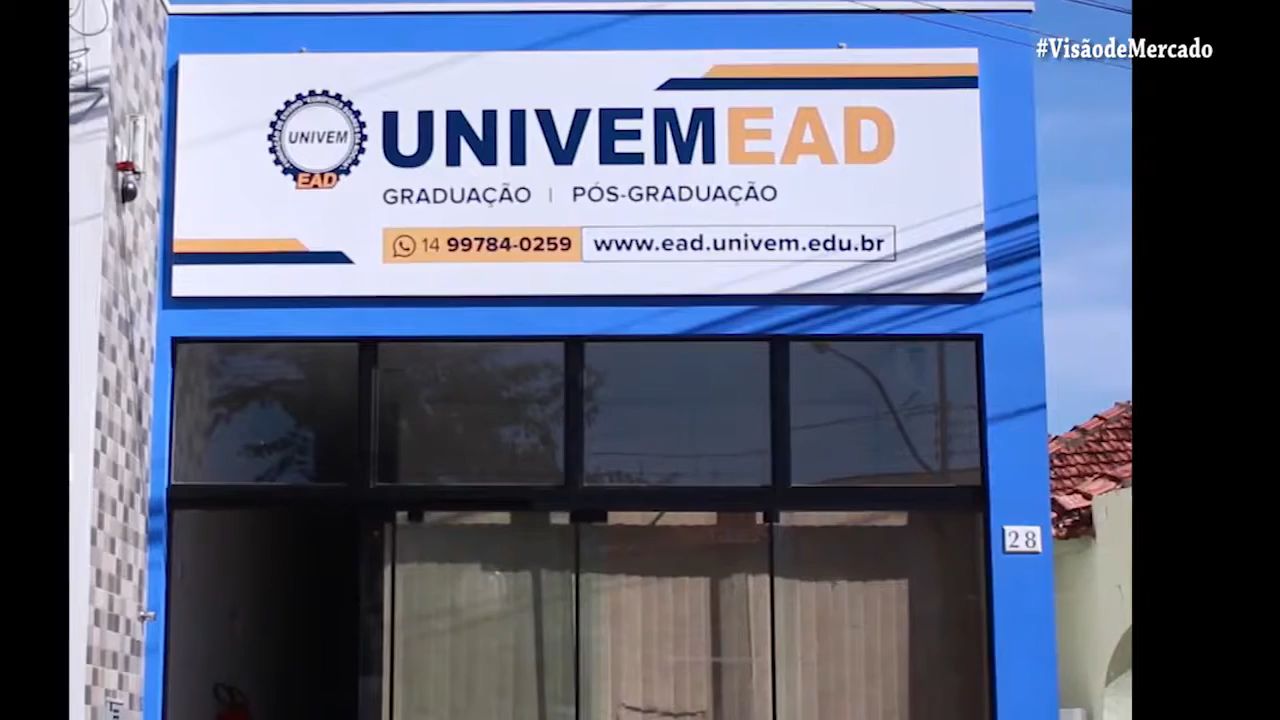 #VisãodeMercado
UNIVEM
EAD
UNIVEMEAD
GRADUAÇÃO | PÓS-GRADUAÇÃO
14 99784-0259
www.ead.univem.edu.br
28